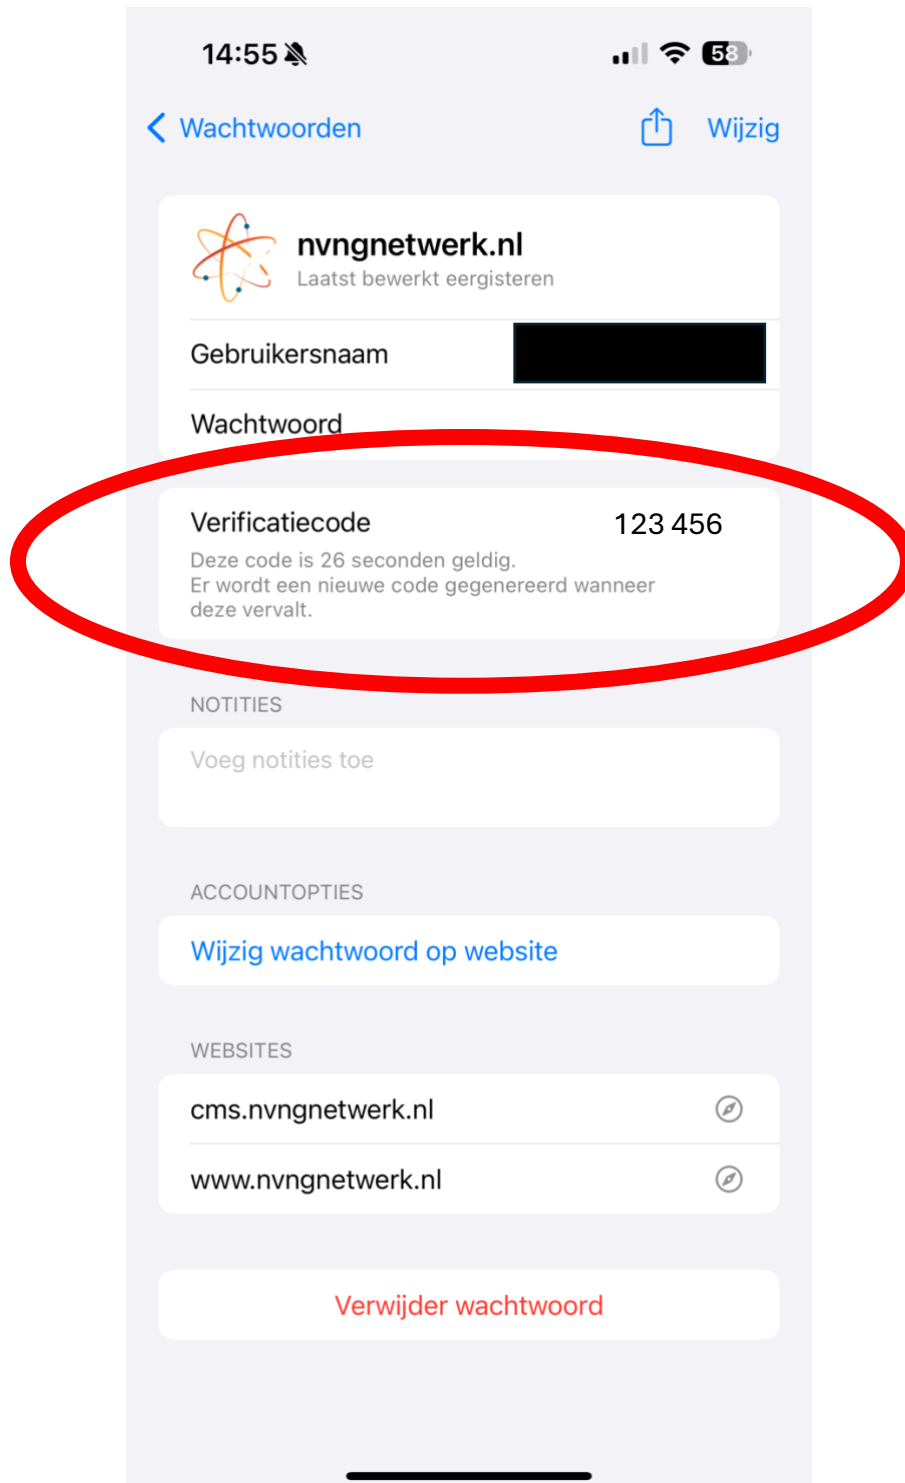 14:55
58
Wachtwoorden
Wijzig
nvngnetwerk.nl
Laatst bewerkt eergisteren
Gebruikersnaam
Wachtwoord
Verificatiecode 123 456
Deze code is 26 seconden geldig.
Er wordt een nieuwe code gegenereerd wanneer
deze vervalt.
NOTITIES
Voeg notities toe
ACCOUNTOPTIES
Wijzig wachtwoord op website
WEBSITES
cms.nvngnetwerk.nl
www.nvngnetwerk.nl
Verwijder wachtwoord